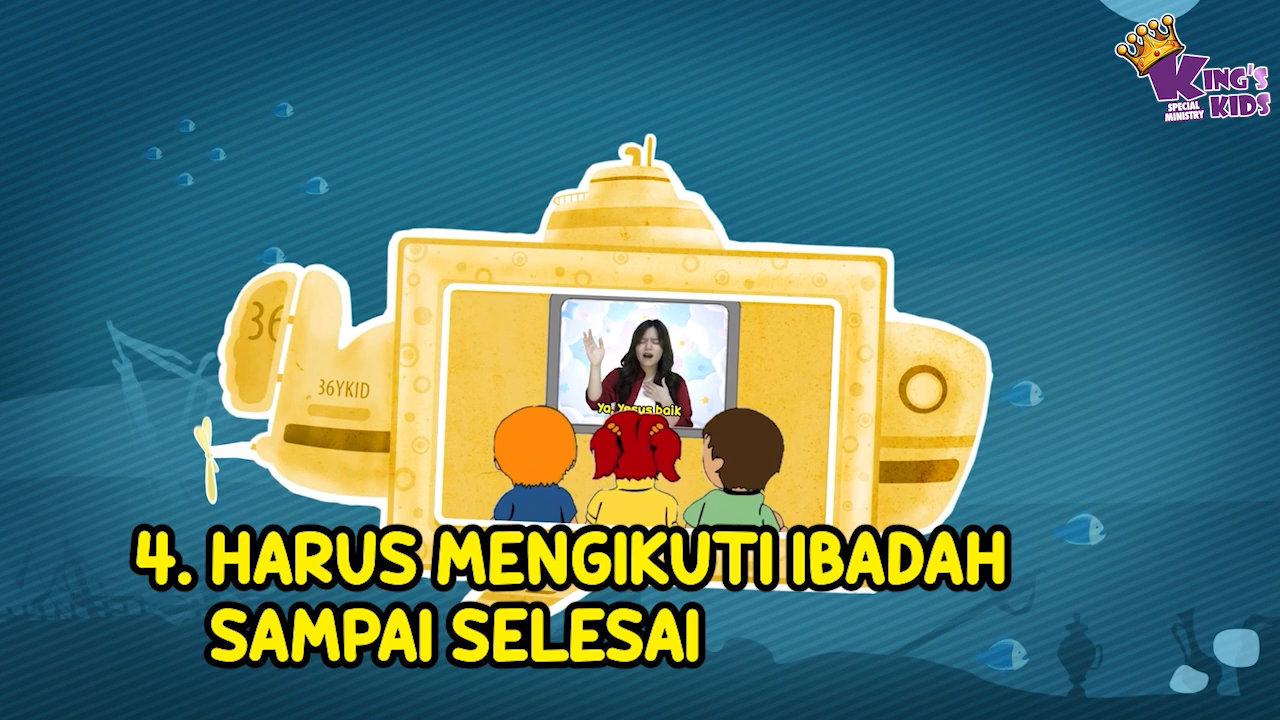 KING'S
SPECIAL
MINISTRY
KIDS
36
36YKID
Ya, Yesus baik
4. HARUS MENGIKUTI IBADAH
SAMPAI SELESAI